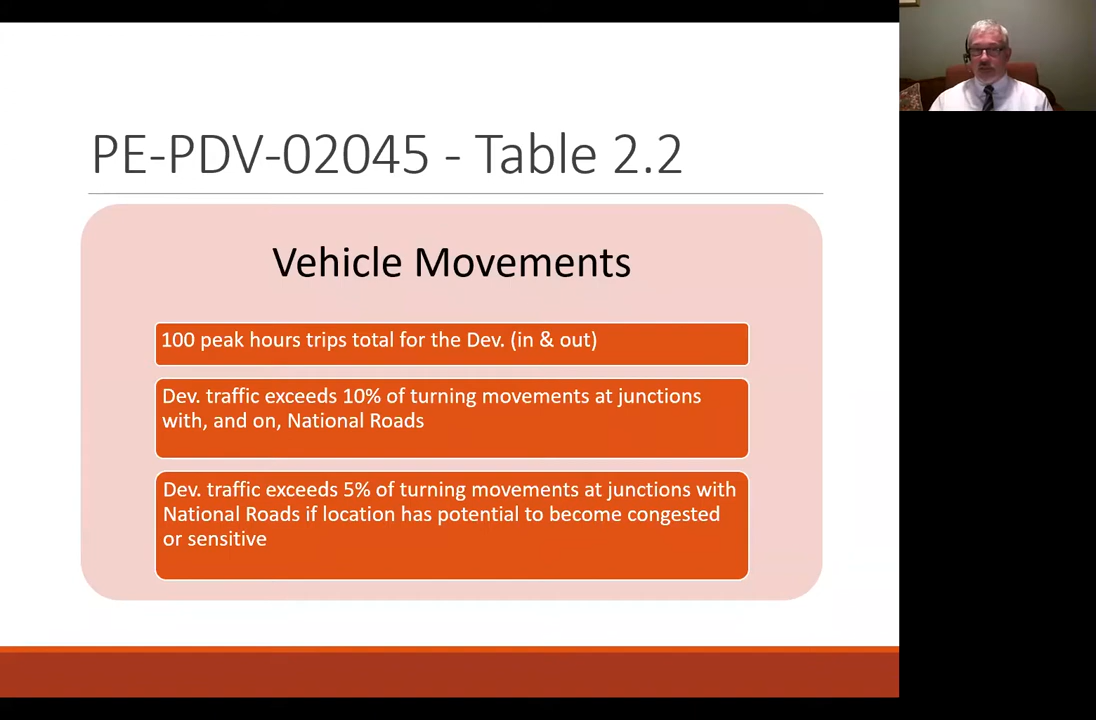 PE-PDV-02045 - Table 2.2
Vehicle Movements
100 peak hours trips total for the Dev. (in & out)
Dev. traffic exceeds 10% of turning movements at junctions
with, and on, National Roads
Dev. traffic exceeds 5% of turning movements at junctions with
National Roads if location has potential to become congested
or sensitive